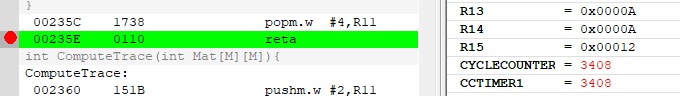 }
00235C 1738 popm.w #4,R11
00235E 0110 reta
int ComputeTrace(int Mat[M][M]){
ComputeTrace:
002360 151B pushm.w #2,R11
R13 = 0x0000A
R14 = 0x0000A
R15 = 0x00012
CYCLECOUNTER = 3408
CCTIMER1 = 3408